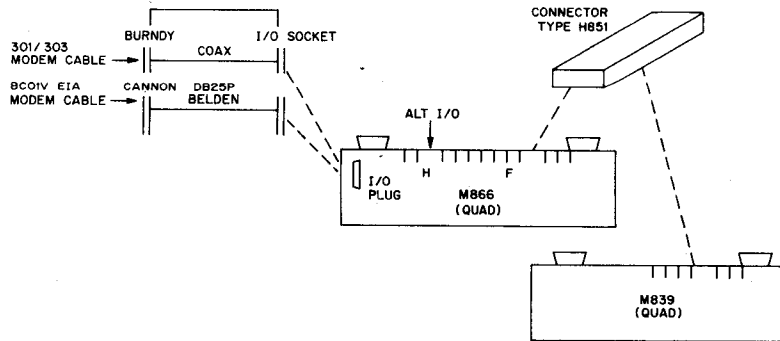 BURNDY
I/O SOCKET
301/303
MODEM CABLE
COAX
BC01V EIA
MODEM CABLE
CANNON
DB25P
BELDEN
CONNECTOR
TYPE H851
ALT I/O
H
F
I/O
PLUG
M866
(QUAD)
M839
(QUAD)